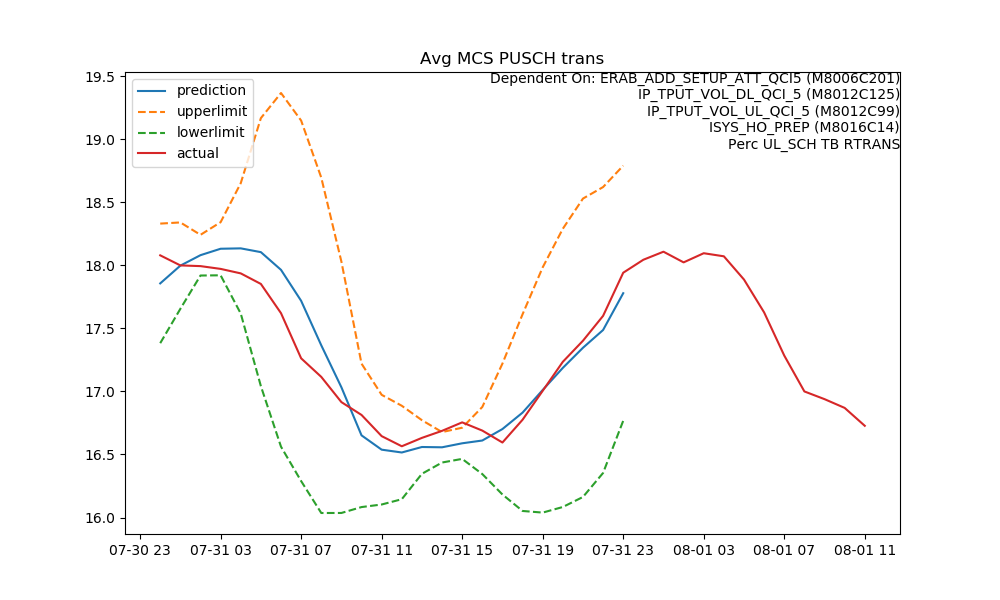 Avg MCS PUSCH trans
Dependent On: ERAB_ADD_SETUP_ATT_QCI5 (M8006C201)
IP_TPUT_VOL_DL_QCI_5 (M8012C125)
IP_TPUT_VOL_UL_QCI_5 (M8012C99)
ISYS_HO_PREP (M8016C14)
Perc UL_SCH TB RTRANS
prediction
upperlimit
lowerlimit
actual
19.5
19.0
18.5
18.0
17.5
17.0
16.5
16.0
07-30 23 07-31 03 07-31 07 07-31 11 07-31 15 07-31 19 07-31 23 08-01 03 08-01 07 08-01 11